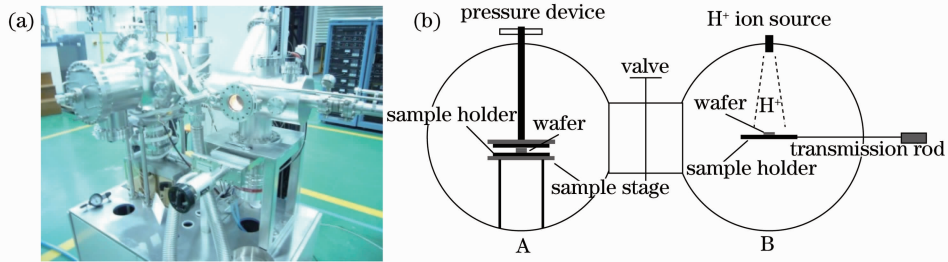 (a)
(b)
pressure device
sample holder
wafer
sample stage
A
valve
H⁺ ion source
wafer
H⁺
sample holder
transmission rod
B